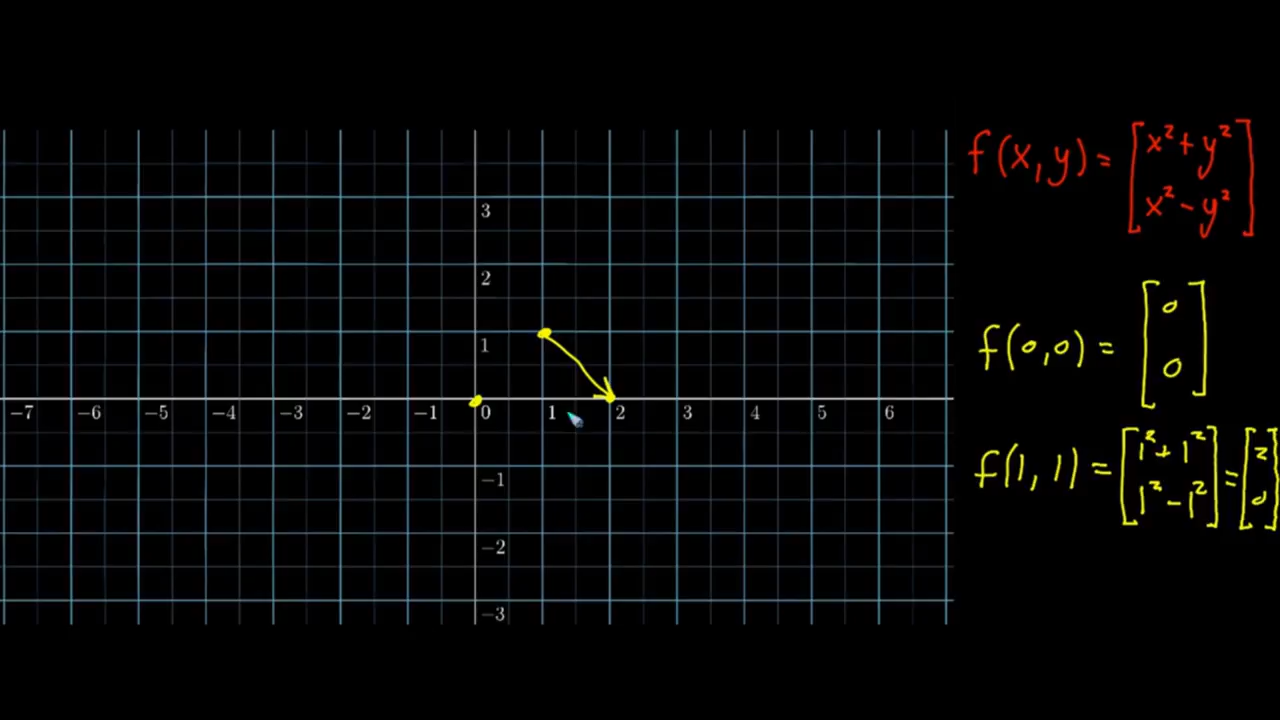 f(x,y) = [x²+y²
x²-y²]
3
2
f(0,0) = [0
0]
1
-7 -6 -5 -4 -3 -2 -1 0 1 2 3 4 5 6
f(1,1) = [1²+1²
1²-1²] = [2
0]
-1
-2
-3